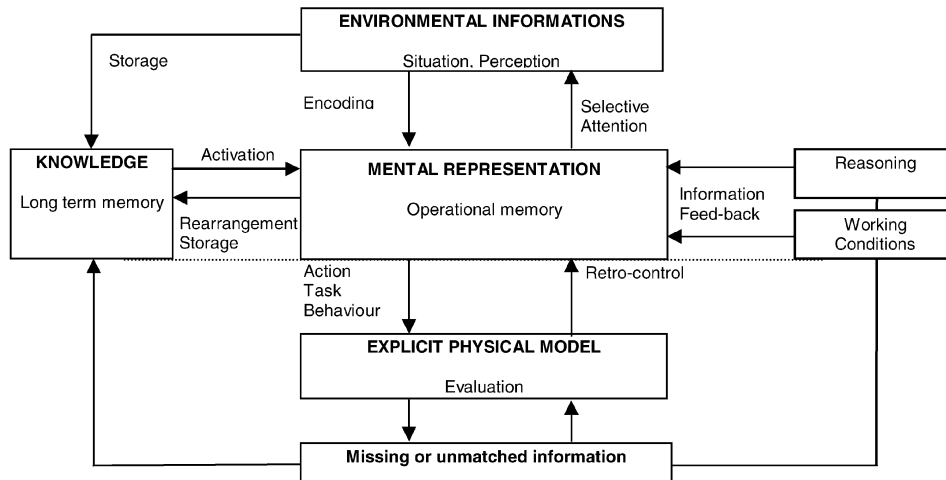 ENVIRONMENTAL INFORMATIONS
Situation, Perception
Storage
Encoding
Selective
Attention
KNOWLEDGE
Long term memory
Activation
Rearrangement
Storage
MENTAL REPRESENTATION
Operational memory
Information
Feed-back
Reasoning
Working
Conditions
Action
Task
Behaviour
Retro-control
EXPLICIT PHYSICAL MODEL
Evaluation
Missing or unmatched information